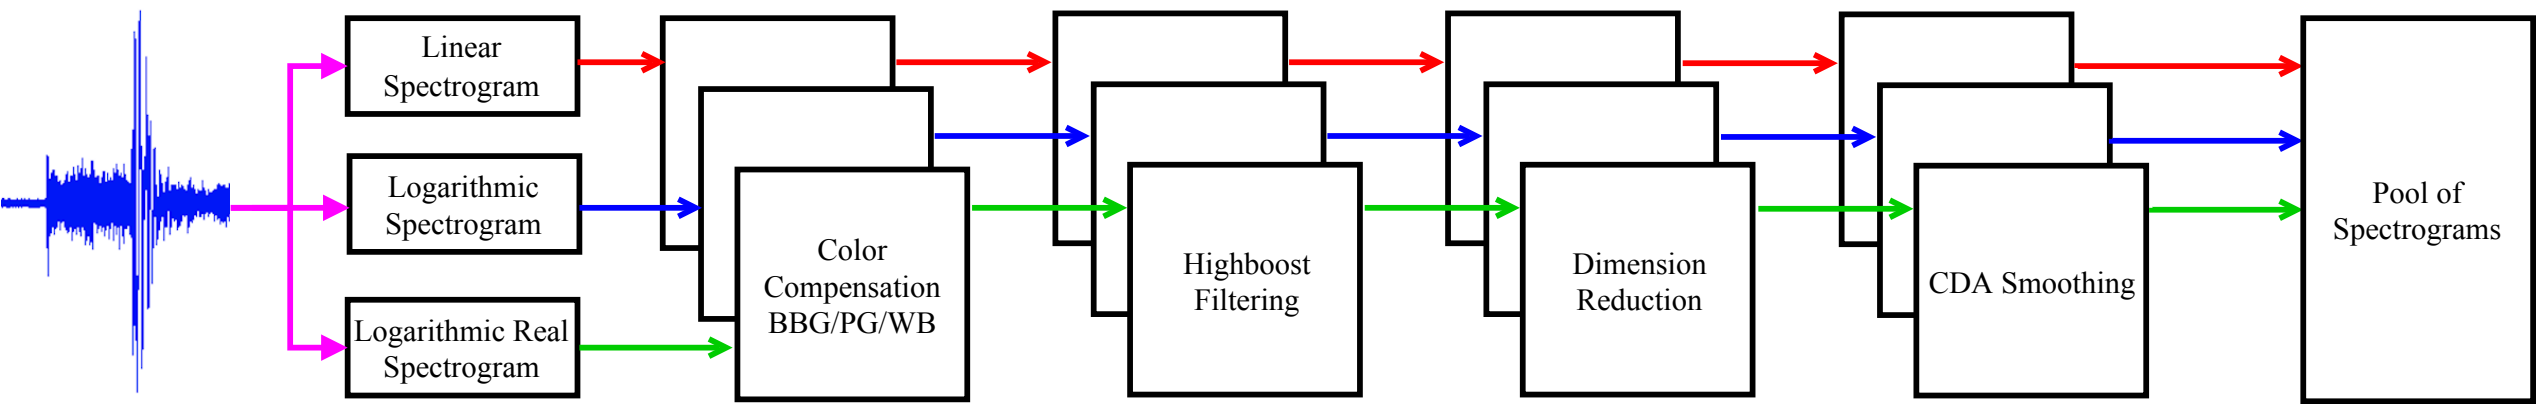 Linear
Spectrogram
Logarithmic
Spectrogram
Logarithmic Real
Spectrogram
Color
Compensation
BBG/PG/WB
Highboost
Filtering
Dimension
Reduction
CDA Smoothing
Pool of
Spectrograms